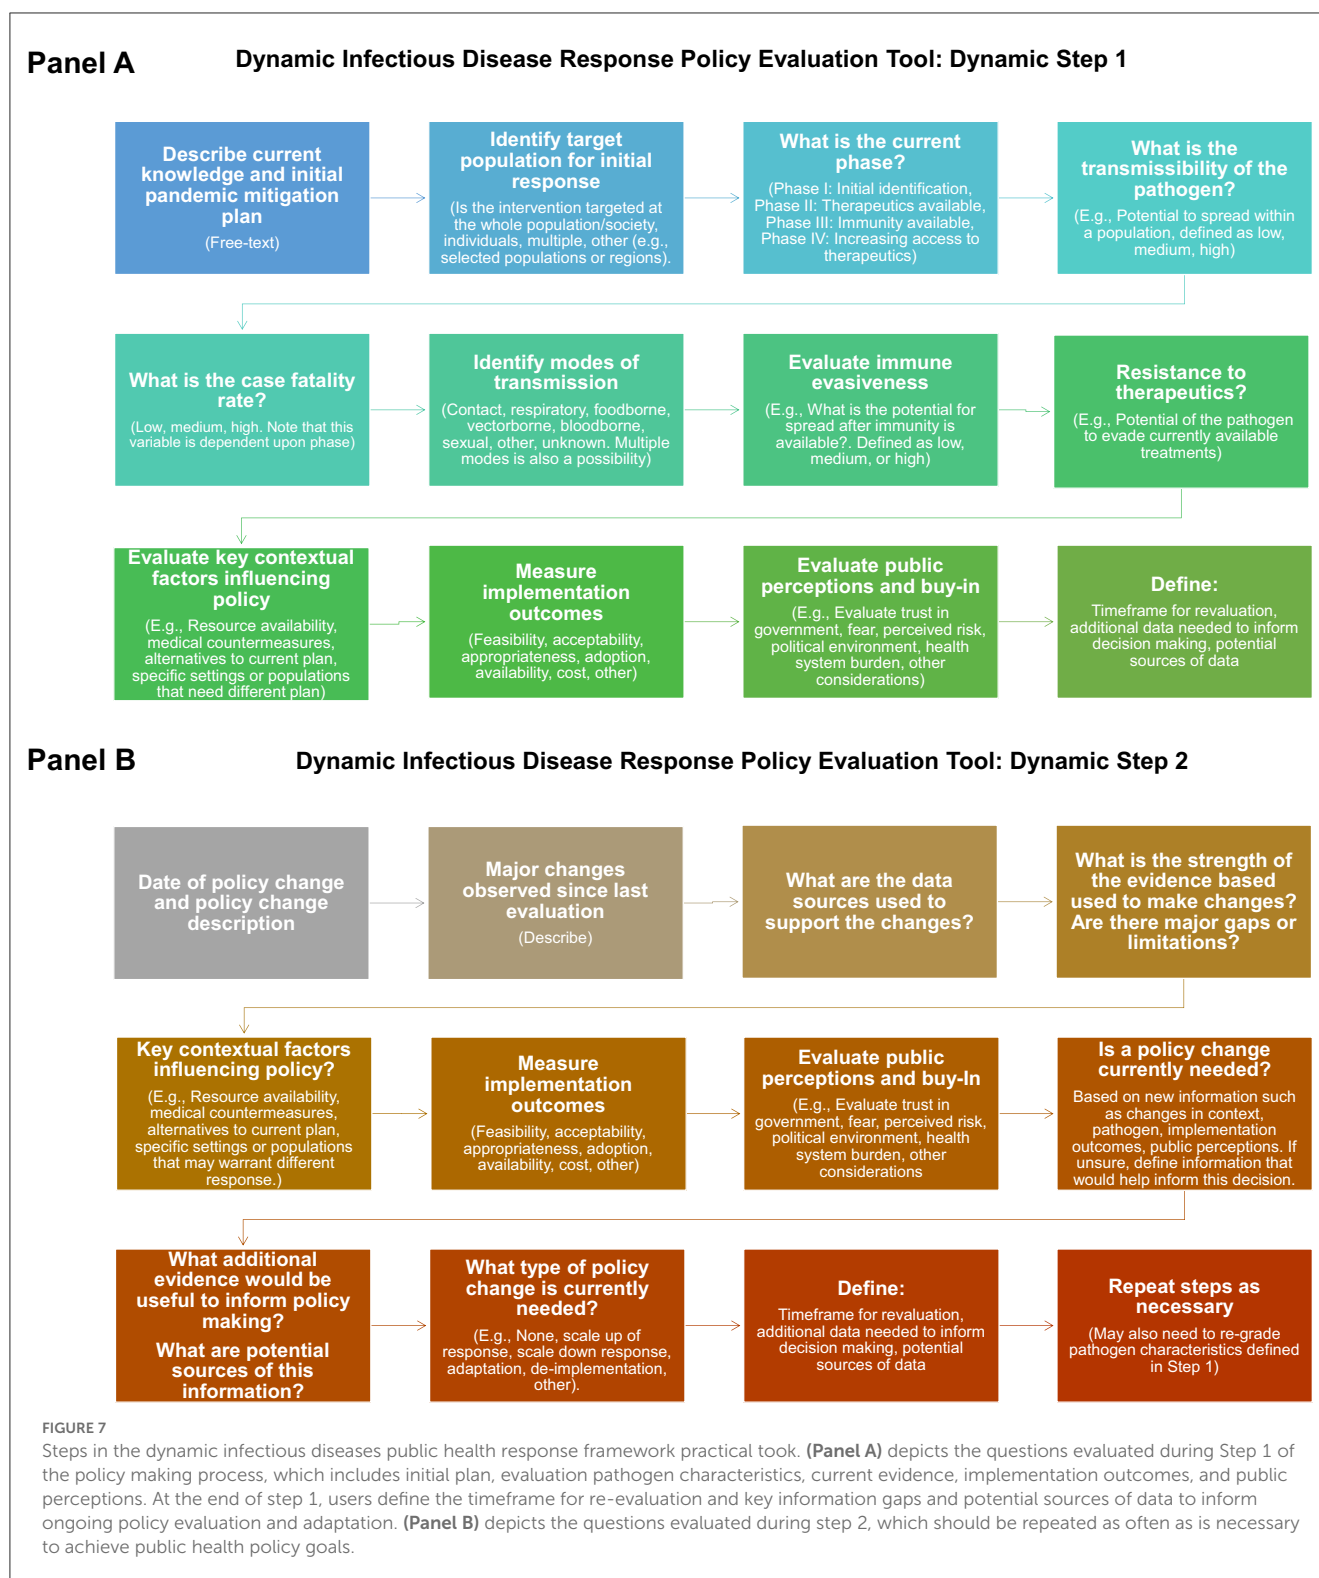 Panel A
Dynamic Infectious Disease Response Policy Evaluation Tool: Dynamic Step 1
Describe current
knowledge and initial
pandemic mitigation
plan
(Free-text)
Identify target
population for initial
response
(Is the intervention targeted at
the whole population/society,
individuals, multiple, other (e.g.,
selected populations or regions).
What is the current
phase?
(Phase I: Initial identification,
Phase II: Therapeutics available,
Phase III: Immunity available,
Phase IV: Increasing access to
therapeutics)
What is the
transmissibility of the
pathogen?
(E.g., Potential to spread within
a population, defined as low,
medium, high)
What is the case fatality
rate?
(Low, medium, high. Note that this
variable is dependent upon phase)
Identify modes of
transmission
(Contact, respiratory, foodborne,
vectorborne, bloodborne,
sexual, other, unknown. Multiple
modes is also a possibility)
Evaluate immune
evasiveness
(E.g., What is the potential for
spread after immunity is
available?. Defined as low,
medium, or high)
Resistance to
therapeutics?
(E.g., Potential of the pathogen
to evade currently available
treatments)
Evaluate key contextual
factors influencing
policy
(E.g., Resource availability,
medical countermeasures,
alternatives to current plan,
specific settings or populations
that need different plan)
Measure
implementation
outcomes
(Feasibility, acceptability,
appropriateness, adoption,
availability, cost, other)
Evaluate public
perceptions and buy-in
(E.g., Evaluate trust in
government, fear, perceived risk,
political environment, health
system burden, other
considerations)
Define:
Timeframe for revaluation,
additional data needed to inform
decision making, potential
sources of data
Panel B
Dynamic Infectious Disease Response Policy Evaluation Tool: Dynamic Step 2
Date of policy change
and policy change
description
Major changes
observed since last
evaluation
(Describe)
What are the data
sources used to
support the changes?
What is the strength of
the evidence based
used to make changes?
Are there major gaps or
limitations?
Key contextual factors
influencing policy?
(E.g., Resource availability,
medical countermeasures,
alternatives to current plan,
specific settings or populations
that may warrant different
response.)
Measure
implementation
outcomes
(Feasibility, acceptability,
appropriateness, adoption,
availability, cost, other)
Evaluate public
perceptions and buy-In
(E.g., Evaluate trust in
government, fear, perceived risk,
political environment, health
system burden, other
considerations
Is a policy change
currently needed?
Based on new information such
as changes in context,
pathogen, implementation
outcomes, public perceptions. If
unsure, define information that
would help inform this decision.
What additional
evidence would be
useful to inform policy
making?
What are potential
sources of this
information?
What type of policy
change is currently
needed?
(E.g., None, scale up of
response, scale down response,
adaptation, de-implementation,
other).
Define:
Timeframe for revaluation,
additional data needed to inform
decision making, potential
sources of data
Repeat steps as
necessary
(May also need to re-grade
pathogen characteristics defined
in Step 1)
FIGURE 7
Steps in the dynamic infectious diseases public health response framework practical took. (Panel A) depicts the questions evaluated during Step 1 of
the policy making process, which includes initial plan, evaluation pathogen characteristics, current evidence, implementation outcomes, and public
perceptions. At the end of step 1, users define the timeframe for re-evaluation and key information gaps and potential sources of data to inform
ongoing policy evaluation and adaptation. (Panel B) depicts the questions evaluated during step 2, which should be repeated as often as is necessary
to achieve public health policy goals.